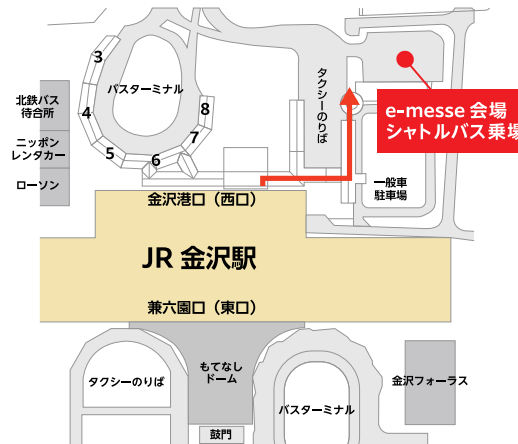 3
4
5
6
7
8
バスターミナル
タクシーのりば
北鉄バス
待合所
ニッポン
レンタカー
ローソン
e-messe 会場
シャトルバス乗場
一般車
駐車場
金沢港口（西口）
JR 金沢駅
兼六園口（東口）
もてなし
ドーム
タクシーのりば
バスターミナル
金沢フォーラス
鼓門